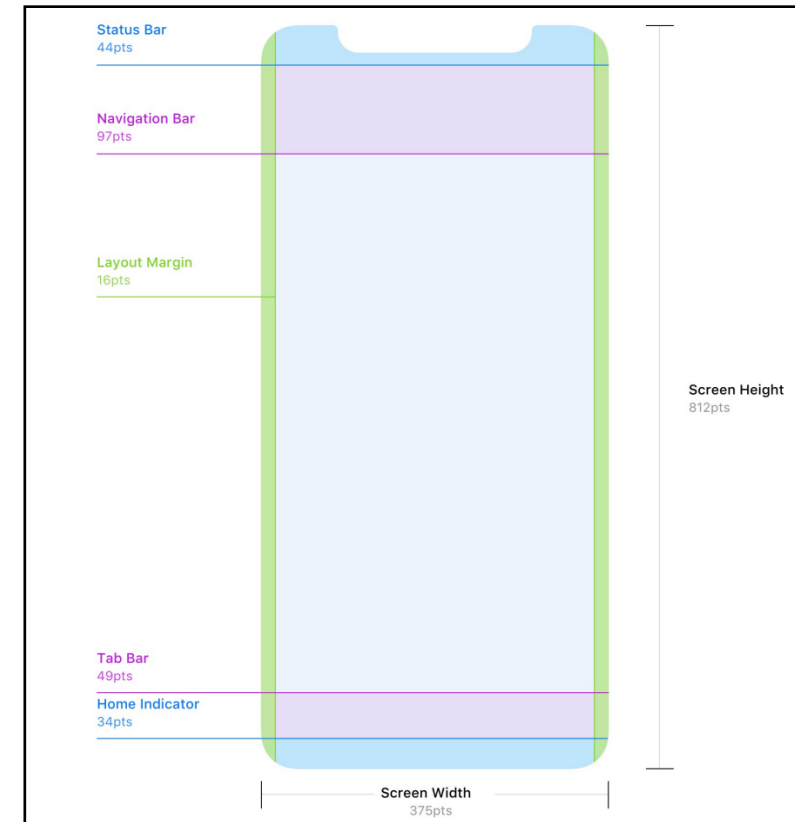 Status Bar
44pts
Navigation Bar
97pts
Layout Margin
16pts
Screen Height
812pts
Tab Bar
49pts
Home Indicator
34pts
Screen Width
375pts